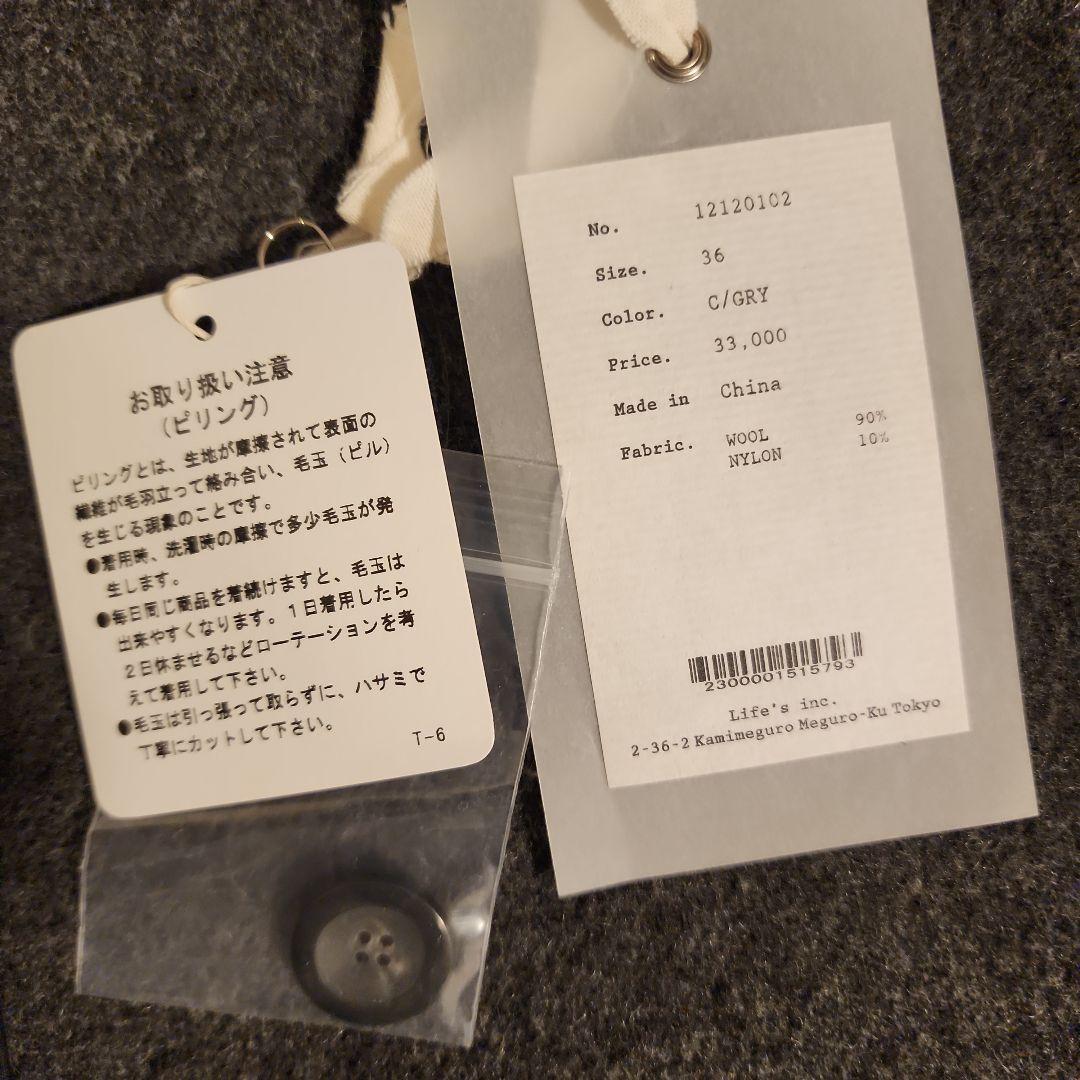 お取り扱い注意
(ピリング)
ピリングとは、生地が摩擦されて表面の
繊維が毛羽立って絡み合い、毛玉(ピル)
を生じる現象のことです。
●着用時、洗濯時の摩擦で多少毛玉が発
生します。
●毎日同じ商品を着続けますと、毛玉は
出来やすくなります。1日着用したら
2日休ませるなどローテーションを考
えて着用して下さい。
●毛玉は引っ張って取らずに、ハサミで
丁寧にカットして下さい。
T-6
No. 12120102
Size. 36
Color. C/GRY
Price. 33,000
Made in China
Fabric. WOOL 90%
NYLON 10%
2300001515793
Life's inc.
2-36-2 Kamimeguro Meguro-Ku Tokyo